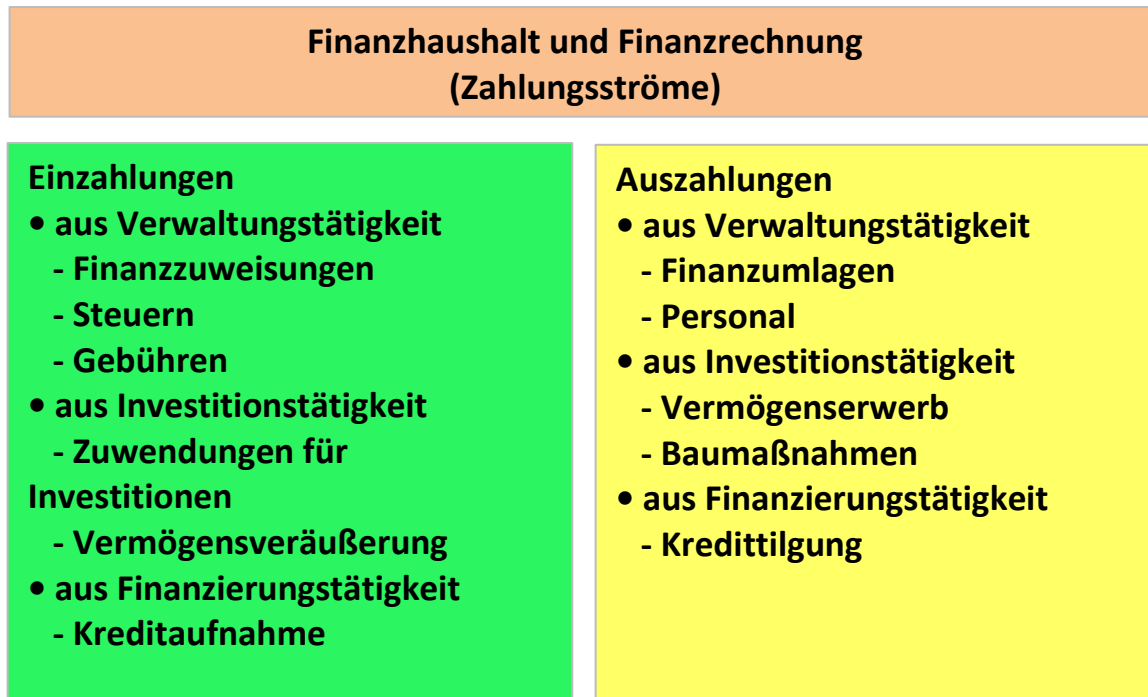 Finanzhaushalt und Finanzrechnung
(Zahlungsströme)
Einzahlungen
• aus Verwaltungstätigkeit
- Finanzzuweisungen
- Steuern
- Gebühren
• aus Investitionstätigkeit
- Zuwendungen für
Investitionen
- Vermögensveräußerung
• aus Finanzierungstätigkeit
- Kreditaufnahme
Auszahlungen
• aus Verwaltungstätigkeit
- Finanzumlagen
- Personal
• aus Investitionstätigkeit
- Vermögenserwerb
- Baumaßnahmen
• aus Finanzierungstätigkeit
- Kredittilgung